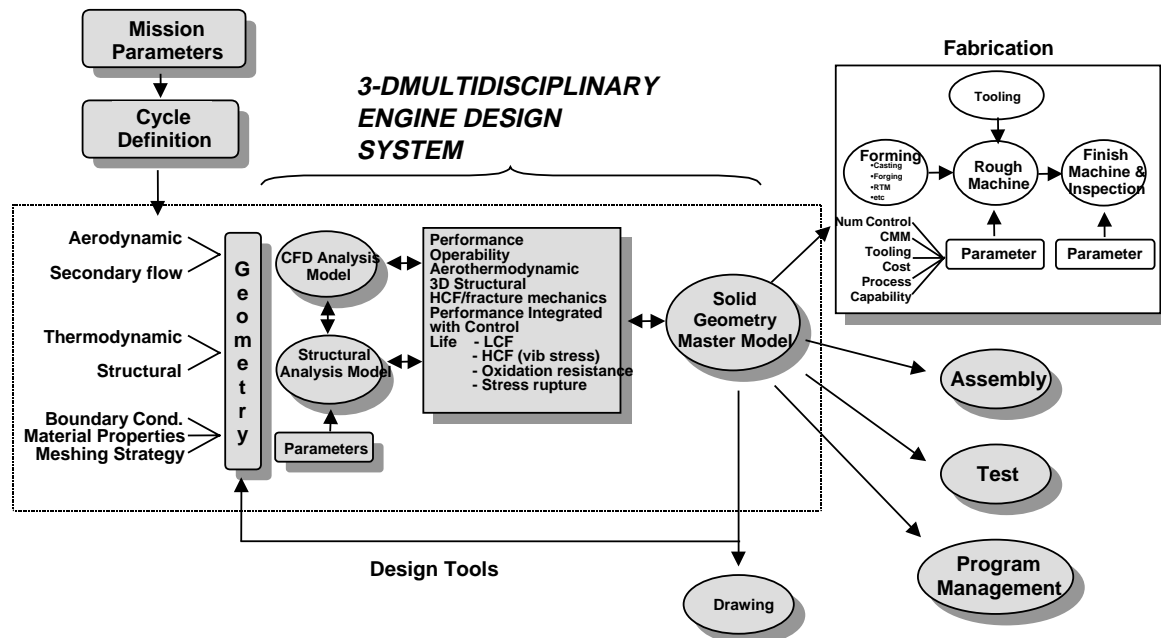 Mission
Parameters
Cycle
Definition
3-DMULTIDISCIPLINARY
ENGINE DESIGN
SYSTEM
Fabrication
Tooling
Forming
•Casting
•Forging
•RTM
•etc
Rough
Machine
Finish
Machine &
Inspection
Num Control
CMM
Tooling
Cost
Process
Capability
Parameter
Parameter
Aerodynamic
Secondary flow
Thermodynamic
Structural
Boundary Cond.
Material Properties
Meshing Strategy
Geometry
CFD Analysis
Model
Structural
Analysis Model
Parameters
Performance
Operability
Aerothermodynamic
3D Structural
HCF/fracture mechanics
Performance Integrated
with Control
Life - LCF
- HCF (vib stress)
- Oxidation resistance
- Stress rupture
Solid
Geometry
Master Model
Assembly
Test
Program
Management
Design Tools
Drawing